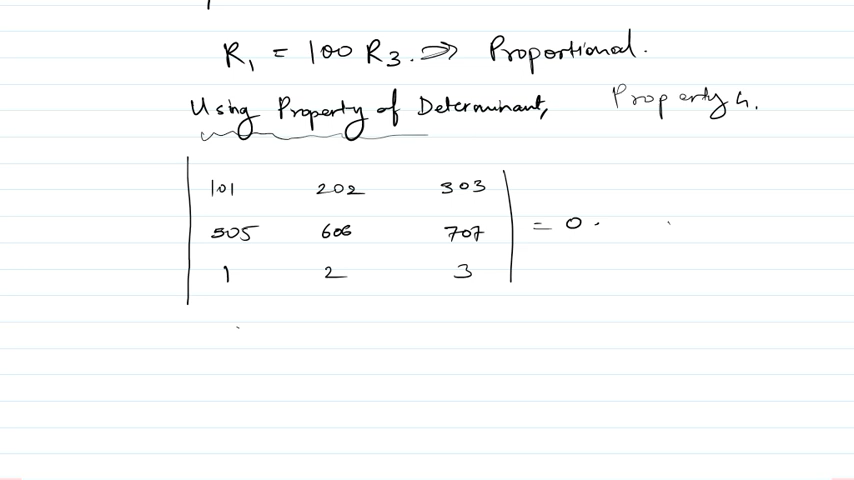 R₁ = 100 R₃. ⇒ Proportional.
Using Property of Determinant, Property 4.
101 202 303
505 606 707 = 0.
1 2 3